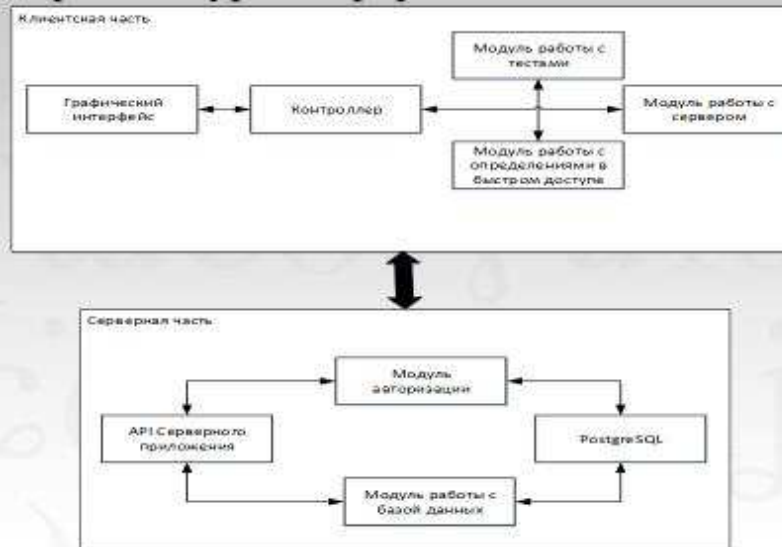 Клиентская часть
Модуль работы с
тестами
Графический
интерфейс
Контроллер
Модуль работы с
сервером
Модуль работы с
определениями в
быстром доступе
Серверная часть
Модуль
авторизации
API Серверного
приложения
PostgreSQL
Модуль работы с
базой данных